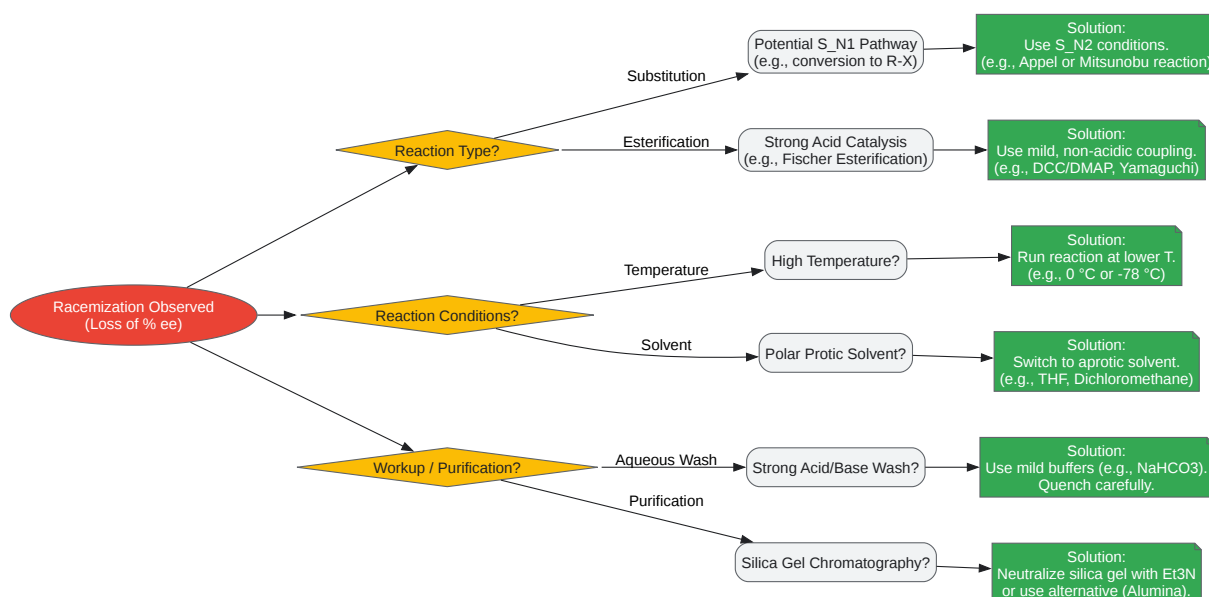 Racemization Observed
(Loss of % ee)
Reaction Type?
Substitution
Potential S_N1 Pathway
(e.g., conversion to R-X)
Solution:
Use S_N2 conditions.
(e.g., Appel or Mitsunobu reaction)
Esterification
Strong Acid Catalysis
(e.g., Fischer Esterification)
Solution:
Use mild, non-acidic coupling.
(e.g., DCC/DMAP, Yamaguchi)
Reaction Conditions?
Temperature
High Temperature?
Solution:
Run reaction at lower T.
(e.g., 0 °C or -78 °C)
Solvent
Polar Protic Solvent?
Solution:
Switch to aprotic solvent.
(e.g., THF, Dichloromethane)
Workup / Purification?
Aqueous Wash
Strong Acid/Base Wash?
Solution:
Use mild buffers (e.g., NaHCO3).
Quench carefully.
Purification
Silica Gel Chromatography?
Solution:
Neutralize silica gel with Et3N
or use alternative (Alumina).